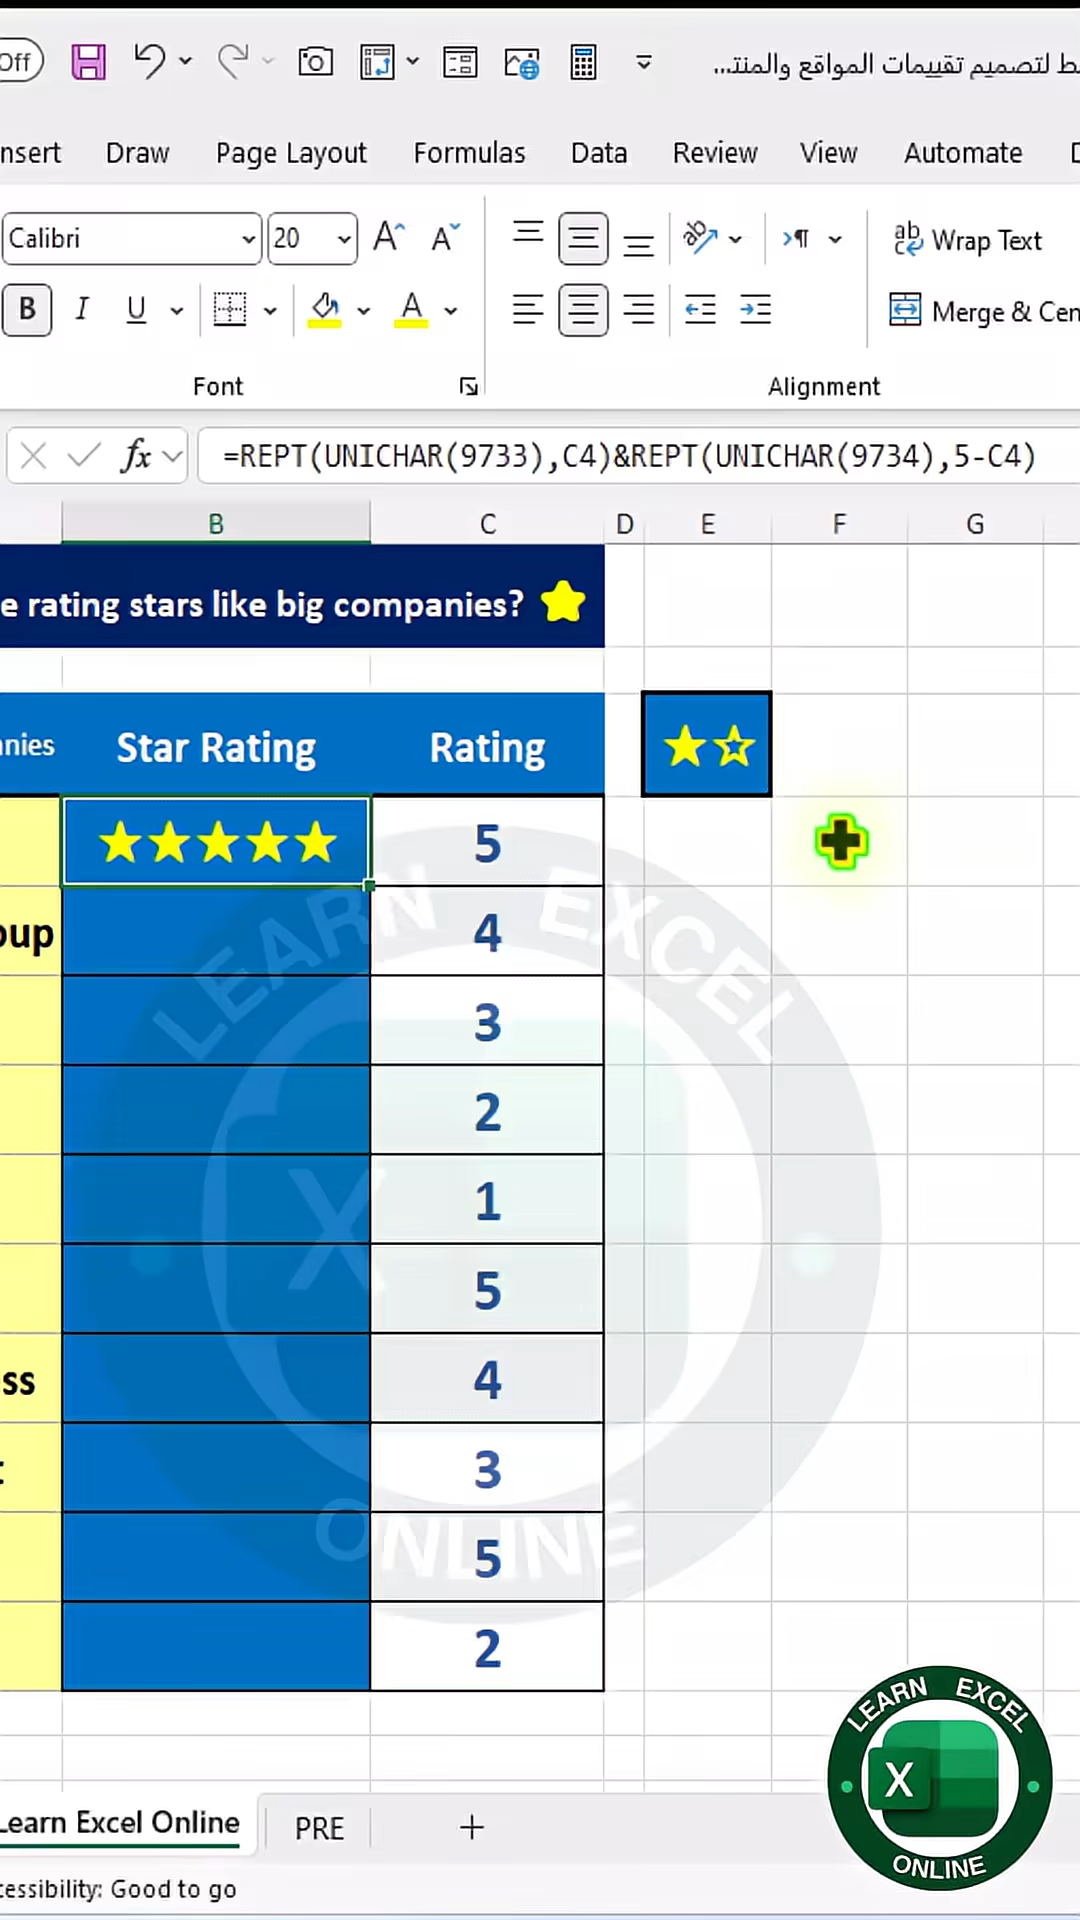 Off
...ط لتصميم تقييمات المواقع والمنتـ
nsert Draw Page Layout Formulas Data Review View Automate
Calibri 20 Wrap Text
B I U Merge & Cen
Font Alignment
fx =REPT(UNICHAR(9733),C4)&REPT(UNICHAR(9734),5-C4)
B C D E F G
e rating stars like big companies? ⭐
nies Star Rating Rating ★☆
★★★★★ 5
oup 4
3
2
1
5
ss 4
3
5
2
LEARN EXCEL
X
ONLINE
LEARN EXCEL
X
ONLINE
Learn Excel Online PRE +
cessibility: Good to go